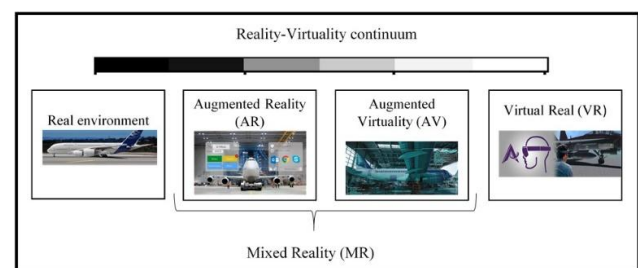 Reality-Virtuality continuum
Real environment
Augmented Reality
(AR)
Augmented
Virtuality (AV)
Virtual Real (VR)
Mixed Reality (MR)